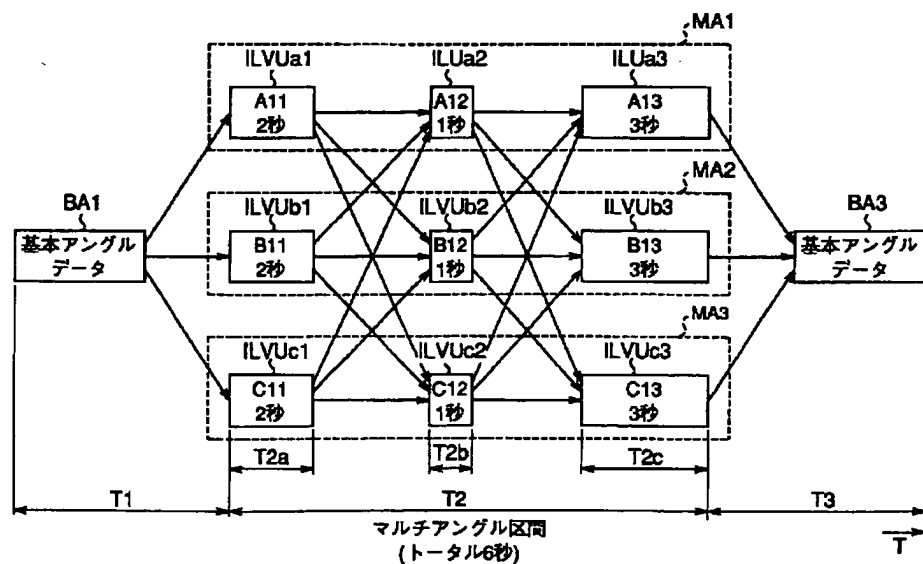 MA1
ILVUa1
ILUa2
ILUa3
A11
2秒
A12
1秒
A13
3秒
MA2
BA1
ILVUb1
ILVUb2
ILVUb3
BA3
基本アングル
データ
B11
2秒
B12
1秒
B13
3秒
基本アングル
データ
MA3
ILVUc1
ILVUc2
ILVUc3
C11
2秒
C12
1秒
C13
3秒
T2a
T2b
T2c
T1
T2
T3
マルチアングル区間
(トータル6秒)
T